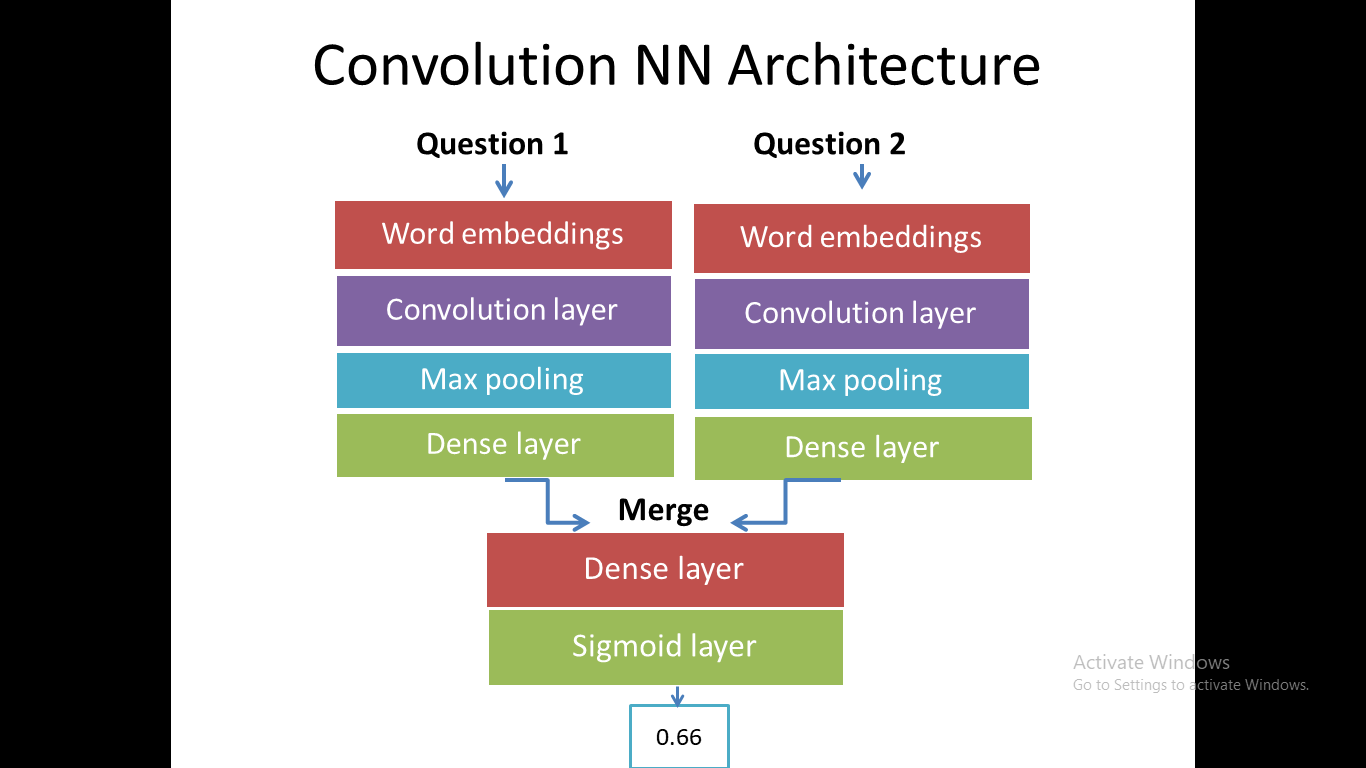 Convolution NN Architecture
Question 1
Question 2
Word embeddings
Word embeddings
Convolution layer
Convolution layer
Max pooling
Max pooling
Dense layer
Dense layer
Merge
Dense layer
Sigmoid layer
0.66
Activate Windows
Go to Settings to activate Windows.